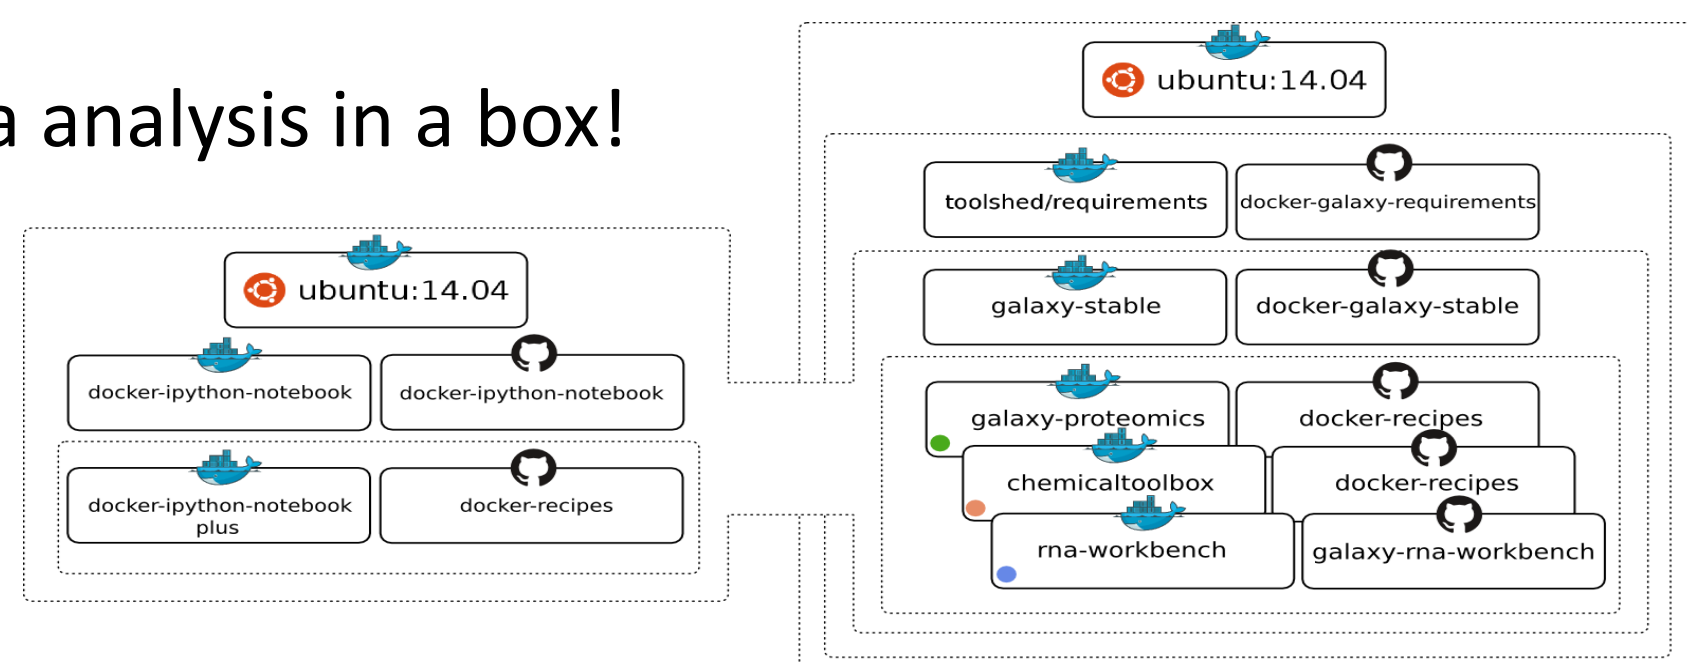 a analysis in a box!
ubuntu:14.04
docker-ipython-notebook
docker-ipython-notebook
docker-ipython-notebook
plus
docker-recipes
ubuntu:14.04
toolshed/requirements
docker-galaxy-requirements
galaxy-stable
docker-galaxy-stable
galaxy-proteomics
docker-recipes
chemicaltoolbox
docker-recipes
rna-workbench
galaxy-rna-workbench